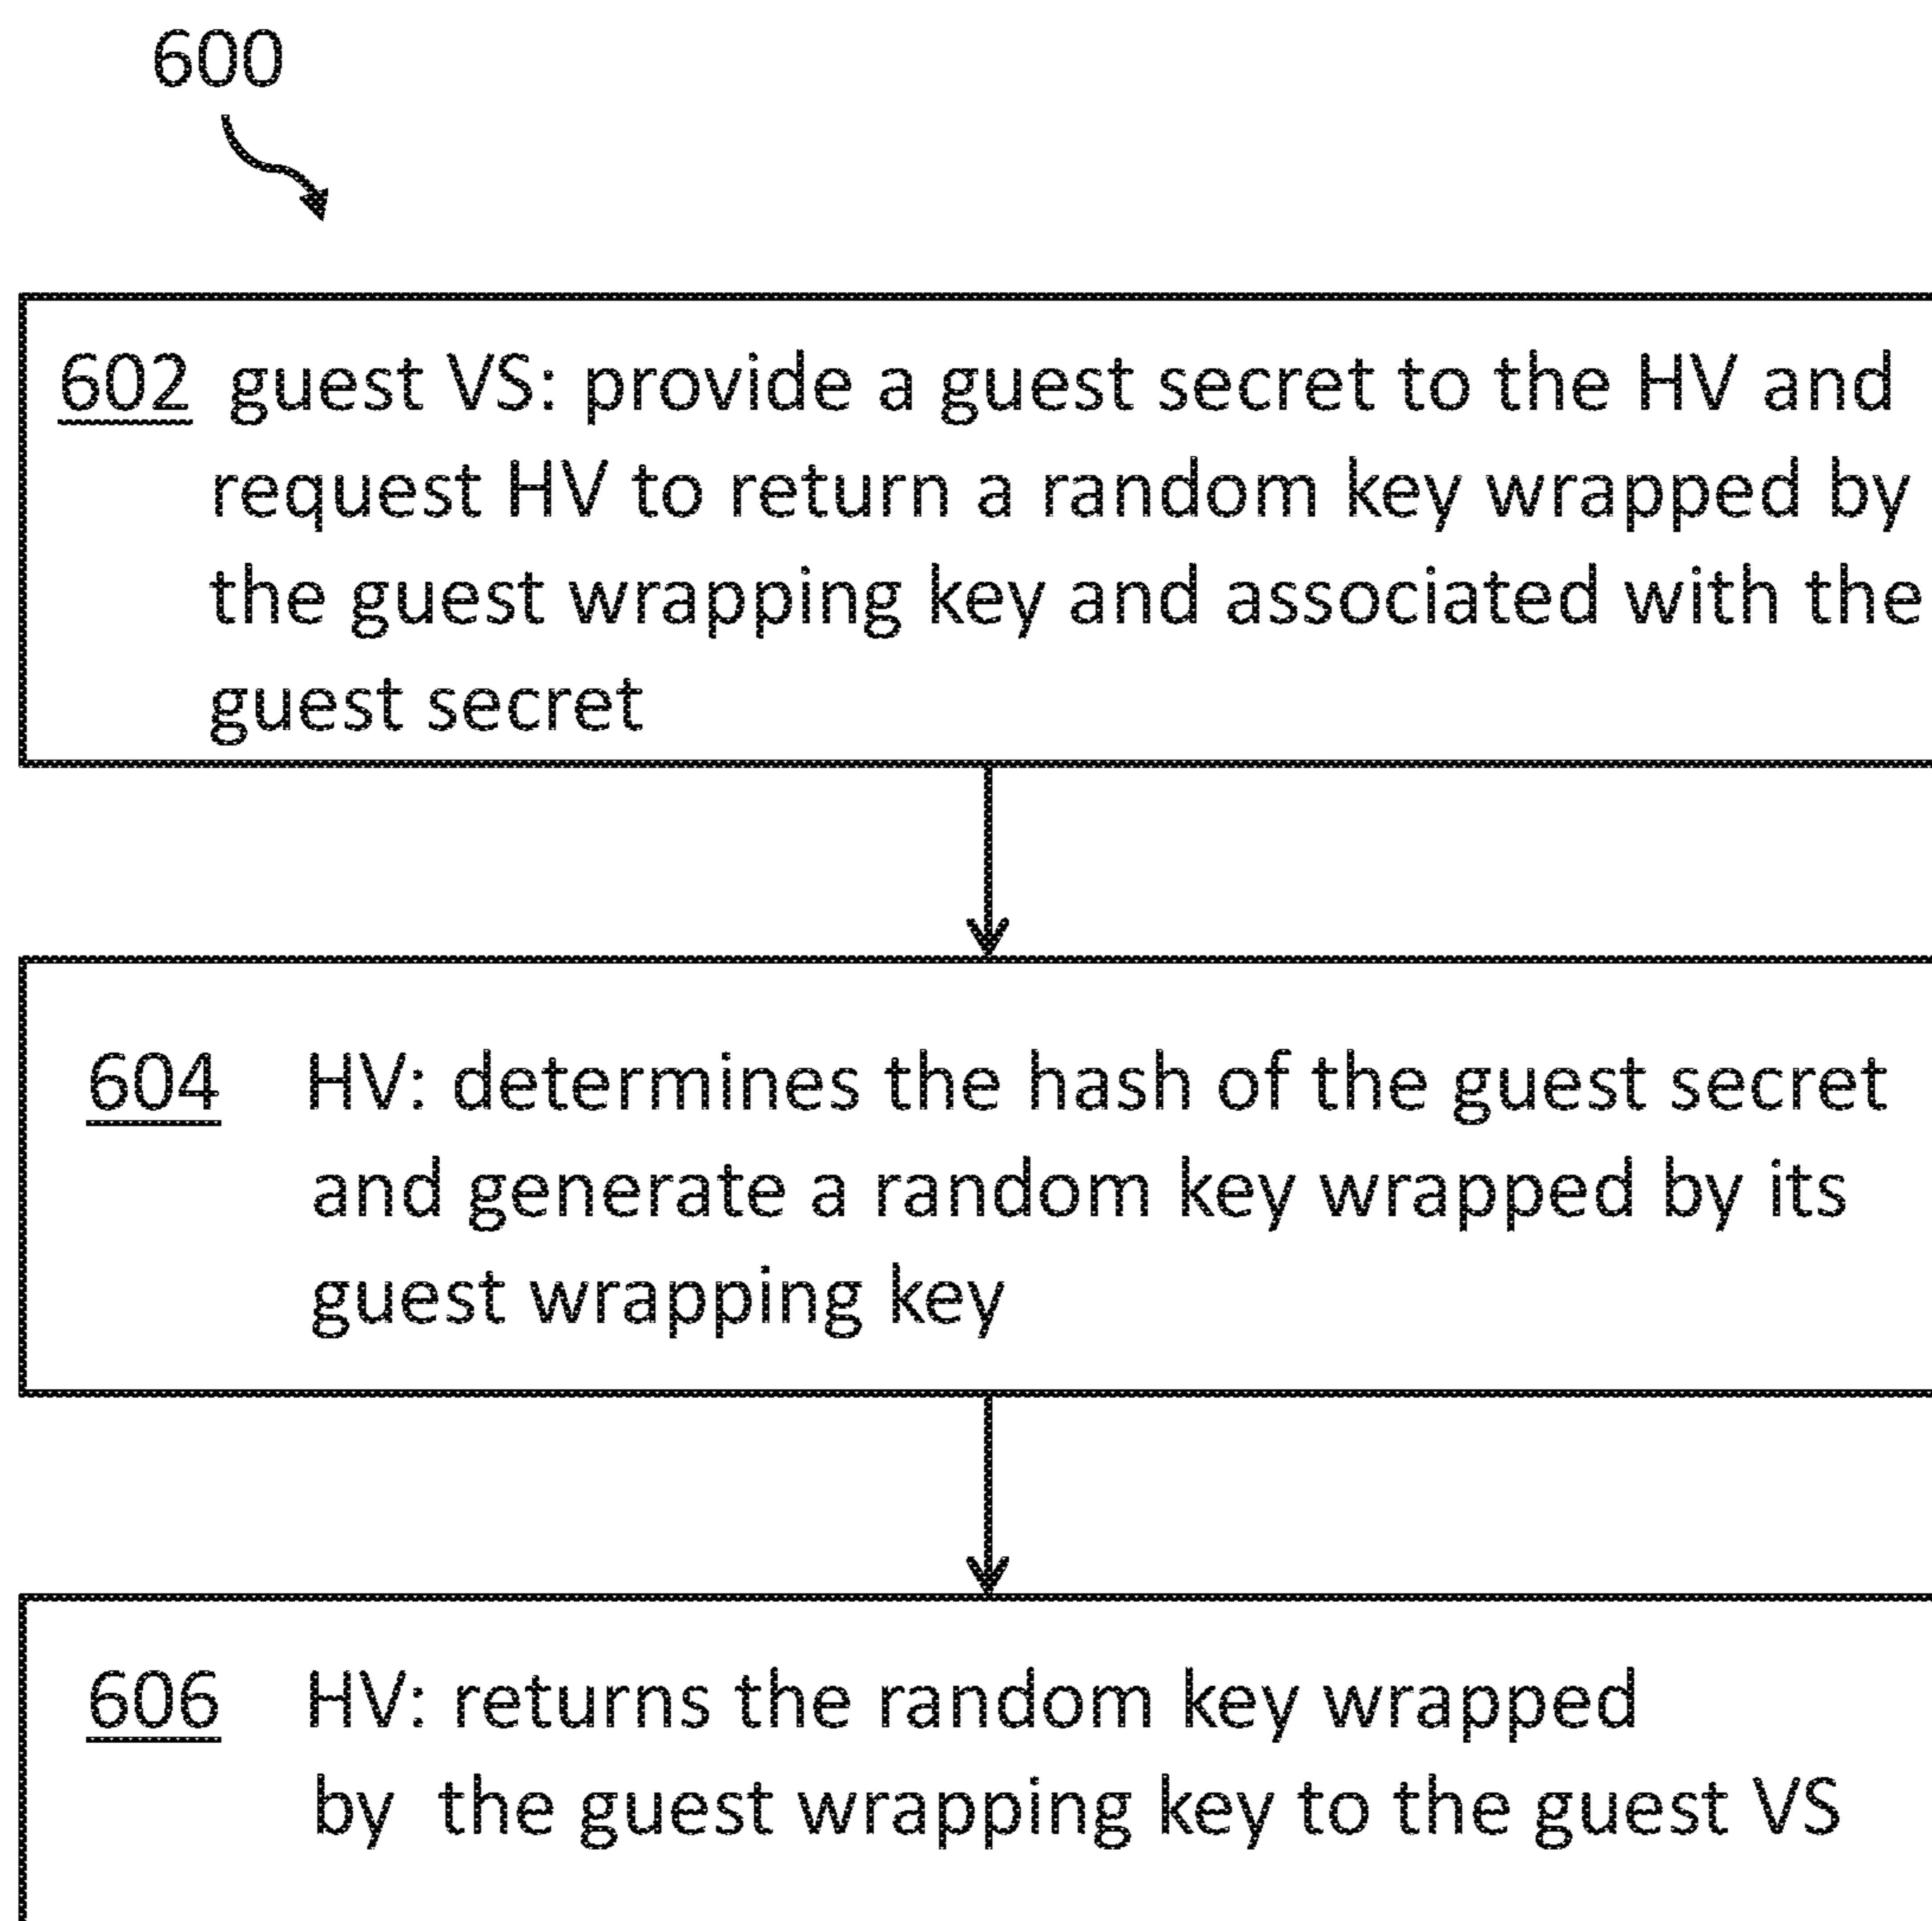 600
602 guest VS: provide a guest secret to the HV and
request HV to return a random key wrapped by
the guest wrapping key and associated with the
guest secret
604 HV: determines the hash of the guest secret
and generate a random key wrapped by its
guest wrapping key
606 HV: returns the random key wrapped
by the guest wrapping key to the guest VS